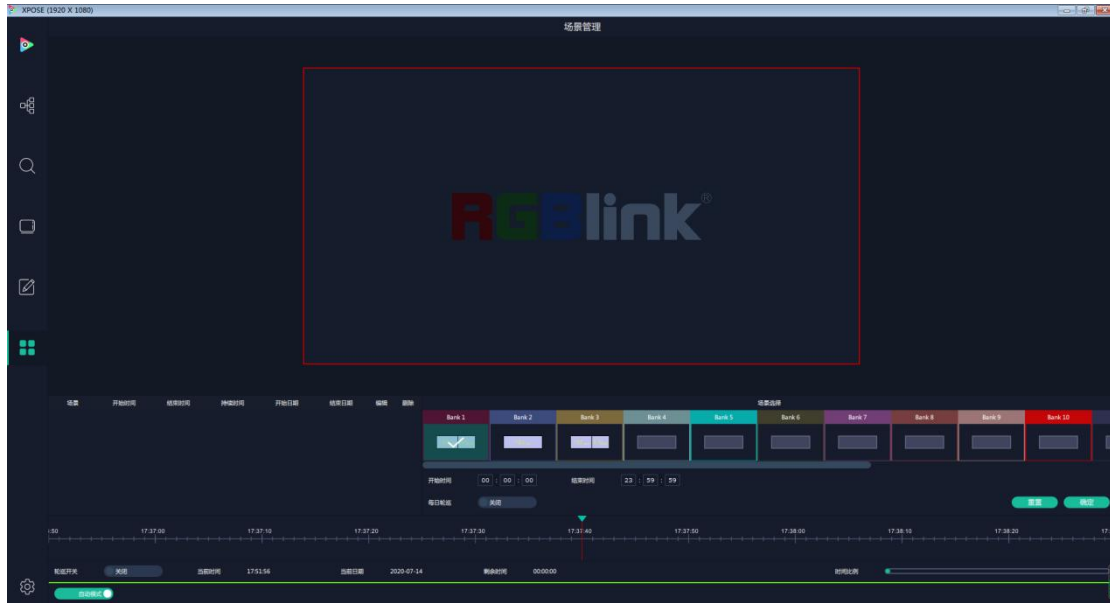 XPOSE (1920 X 1080)
场景管理
RGBlink®
场景 开始时间 结束时间 持续时间 开始日期 结束日期 编辑 删除
场景选择
Bank 1 Bank 2 Bank 3 Bank 4 Bank 5 Bank 6 Bank 7 Bank 8 Bank 9 Bank 10
开始时间 00 : 00 : 00 结束时间 23 : 59 : 59
每日轮巡 关闭 重置 确定
:50 17:37:00 17:37:10 17:37:20 17:37:30 17:37:40 17:37:50 17:38:00 17:38:10 17:38:20 17:
轮巡开关 关闭 当前时间 17:51:56 当前日期 2020-07-14 剩余时间 00:00:00 时间比例
自动模式